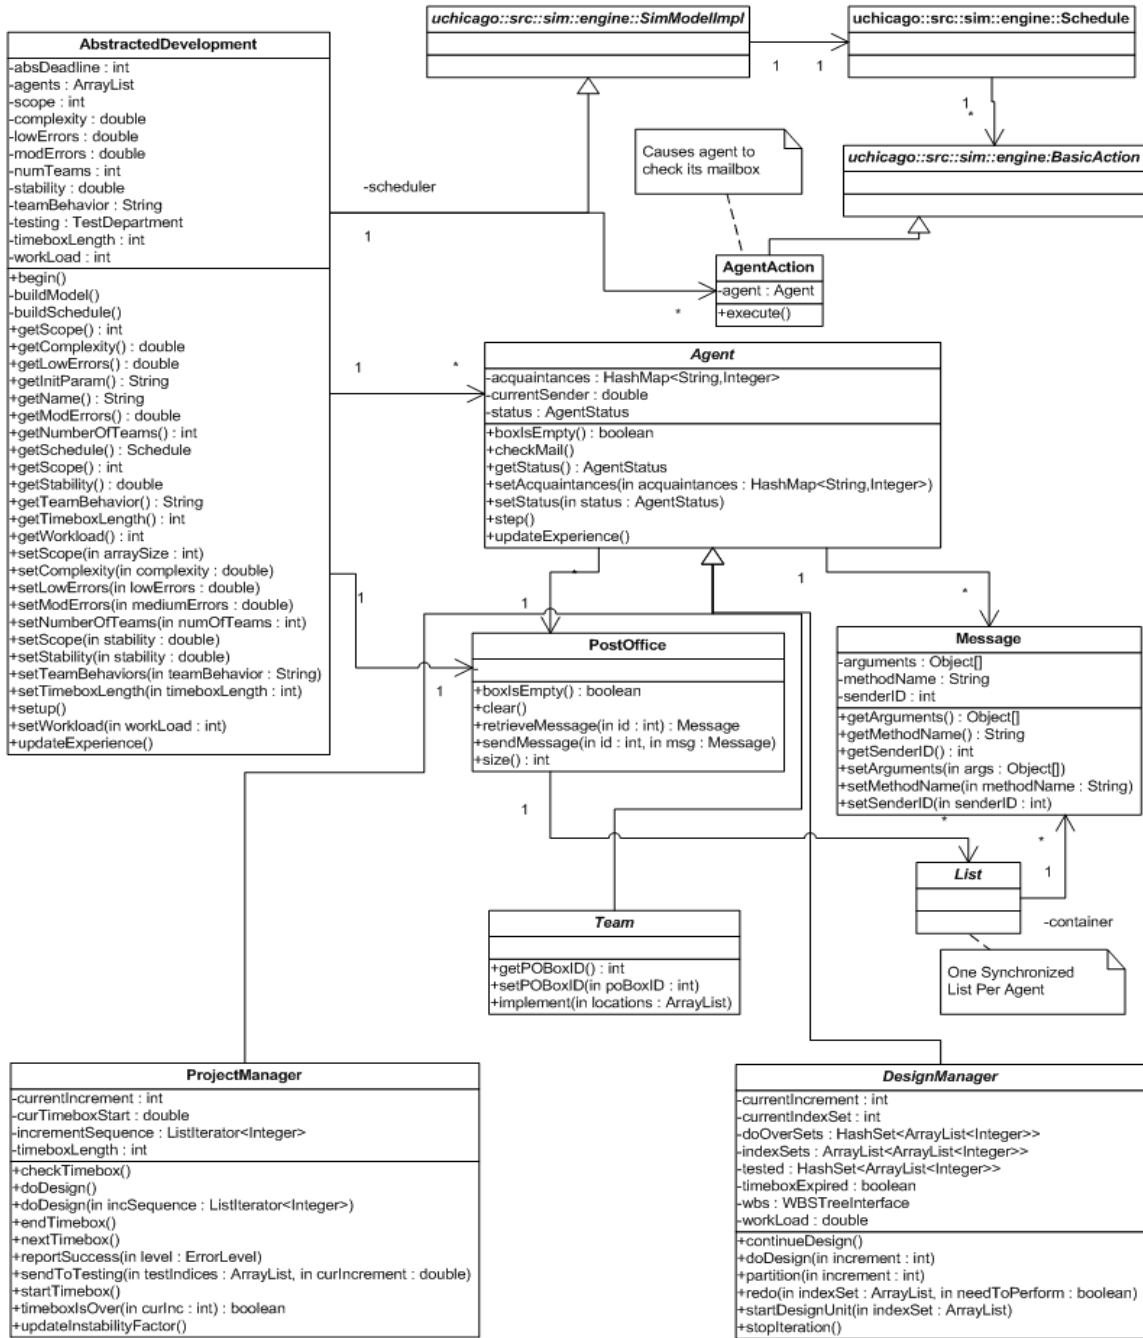 AbstractedDevelopment
-absDeadline : int
-agents : ArrayList
-scope : int
-complexity : double
-lowErrors : double
-modErrors : double
-numTeams : int
-stability : double
-teamBehavior : String
-testing : TestDepartment
-timeboxLength : int
-workLoad : int
+begin()
-buildModel()
-buildSchedule()
+getScope() : int
+getComplexity() : double
+getLowErrors() : double
+getInitParam() : String
+getName() : String
+getModErrors() : double
+getNumberOfTeams() : int
+getSchedule() : Schedule
+getScope() : int
+getStability() : double
+getTeamBehavior() : String
+getTimeboxLength() : int
+getWorkload() : int
+setScope(in arraySize : int)
+setComplexity(in complexity : double)
+setLowErrors(in lowErrors : double)
+setModErrors(in mediumErrors : double)
+setNumberOfTeams(in numOfTeams : int)
+setScope(in stability : double)
+setStability(in stability : double)
+setTeamBehaviors(in teamBehavior : String)
+setTimeboxLength(in timeboxLength : int)
+setup()
+setWorkload(in workLoad : int)
+updateExperience()
uchicago::src::sim::engine::SimModelImpl
1
1
uchicago::src::sim::engine::Schedule
1
*
uchicago::src::sim::engine:BasicAction
Causes agent to
check its mailbox
-scheduler
1
*
AgentAction
-agent : Agent
+execute()
1
*
Agent
-acquaintances : HashMap<String,Integer>
-currentSender : double
-status : AgentStatus
+boxIsEmpty() : boolean
+checkMail()
+getStatus() : AgentStatus
+setAcquaintances(in acquaintances : HashMap<String,Integer>)
+setStatus(in status : AgentStatus)
+step()
+updateExperience()
*
1
1
*
1
1
PostOffice
-
+boxIsEmpty() : boolean
+clear()
+retrieveMessage(in id : int) : Message
+sendMessage(in id : int, in msg : Message)
+size() : int
Message
-arguments : Object[]
-methodName : String
-senderID : int
+getArguments() : Object[]
+getMethodName() : String
+getSenderID() : int
+setArguments(in args : Object[])
+setMethodName(in methodName : String)
+setSenderID(in senderID : int)
1
*
*
1
List
-container
One Synchronized
List Per Agent
Team
+getPOBoxID() : int
+setPOBoxID(in poBoxID : int)
+implement(in locations : ArrayList)
ProjectManager
-currentIncrement : int
-curTimeboxStart : double
-incrementSequence : ListIterator<Integer>
-timeboxLength : int
+checkTimebox()
+doDesign()
+doDesign(in incSequence : ListIterator<Integer>)
+endTimebox()
+nextTimebox()
+reportSuccess(in level : ErrorLevel)
+sendToTesting(in testIndices : ArrayList, in curIncrement : double)
+startTimebox()
+timeboxIsOver(in curInc : int) : boolean
+updateInstabilityFactor()
DesignManager
-currentIncrement : int
-currentIndexSet : int
-doOverSets : HashSet<ArrayList<Integer>>
-indexSets : ArrayList<ArrayList<Integer>>
-tested : HashSet<ArrayList<Integer>>
-timeboxExpired : boolean
-wbs : WBSTreeInterface
-workLoad : double
+continueDesign()
+doDesign(in increment : int)
+partition(in increment : int)
+redo(in indexSet : ArrayList, in needToPerform : boolean)
+startDesignUnit(in indexSet : ArrayList)
+stopIteration()